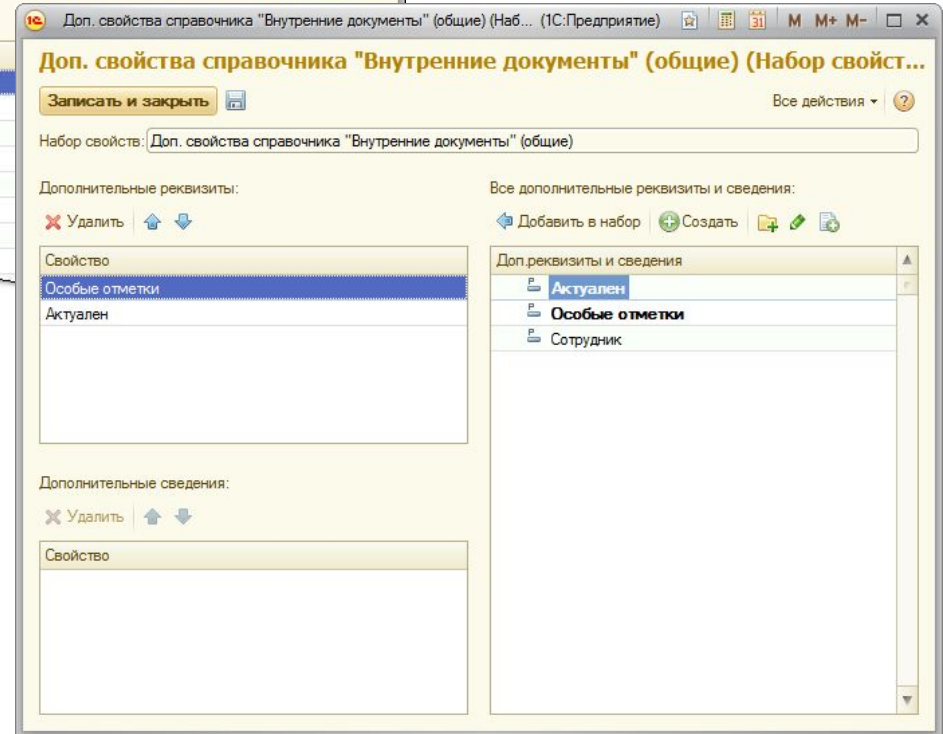 1С Доп. свойства справочника "Внутренние документы" (общие) (Наб... (1С:Предприятие) 31 M M+ M-
Доп. свойства справочника "Внутренние документы" (общие) (Набор свойст...
Записать и закрыть Все действия ?
Набор свойств: Доп. свойства справочника "Внутренние документы" (общие)
Дополнительные реквизиты:
Удалить
Свойство
Особые отметки
Актуален
Дополнительные сведения:
Удалить
Свойство
Все дополнительные реквизиты и сведения:
Добавить в набор Создать
Доп.реквизиты и сведения
Актуален
Особые отметки
Сотрудник